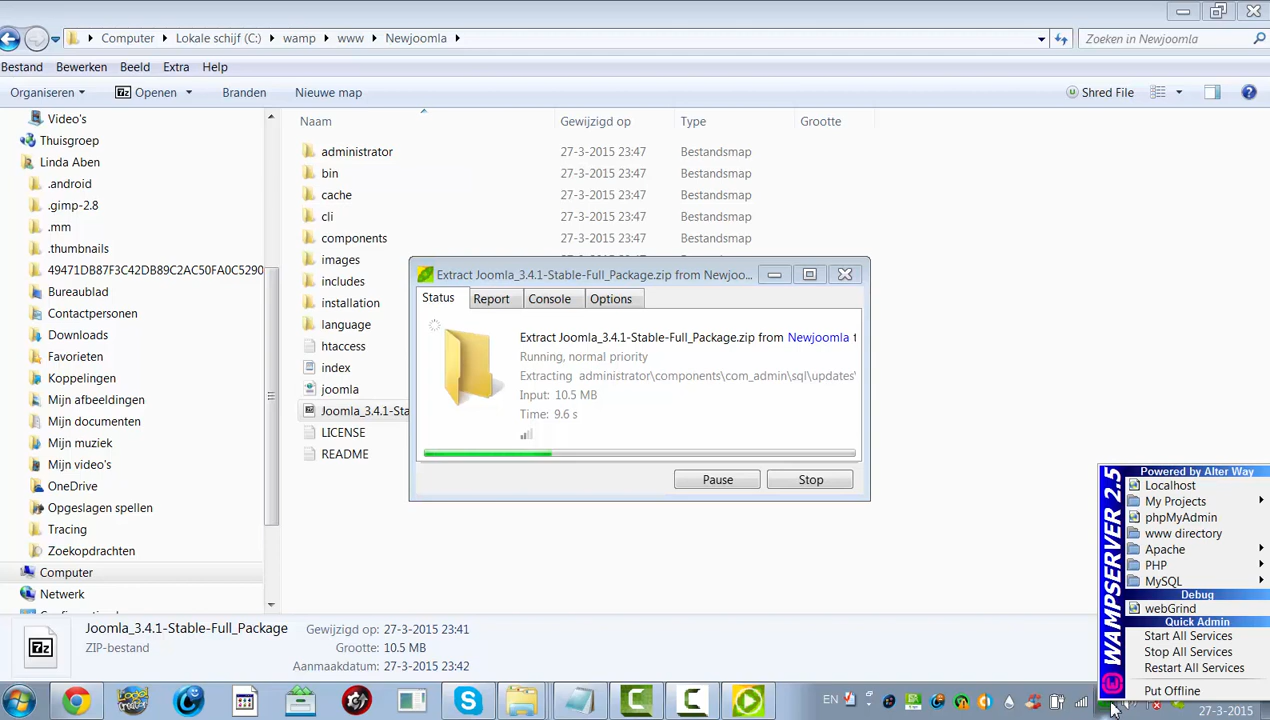 Computer Lokale schijf (C:) wamp www Newjoomla
Zoeken in Newjoomla
Bestand Bewerken Beeld Extra Help
Organiseren Openen Branden Nieuwe map Shred File
Naam Gewijzigd op Type Grootte
Video's
Thuisgroep
Linda Aben
.android
.gimp-2.8
.mm
.thumbnails
49471DB87F3C42DB89C2AC50FA0C5290
Bureaublad
Contactpersonen
Downloads
Favorieten
Koppelingen
Mijn afbeeldingen
Mijn documenten
Mijn muziek
Mijn video's
OneDrive
Opgeslagen spellen
Tracing
Zoekopdrachten
Computer
Netwerk
administrator 27-3-2015 23:47 Bestandsmap
bin 27-3-2015 23:47 Bestandsmap
cache 27-3-2015 23:47 Bestandsmap
cli 27-3-2015 23:47 Bestandsmap
components 27-3-2015 23:47 Bestandsmap
images
includes
installation
language
htaccess
index
joomla
Joomla_3.4.1-Sta
LICENSE
README
Extract Joomla_3.4.1-Stable-Full_Package.zip from Newjoo...
Status Report Console Options
Extract Joomla_3.4.1-Stable-Full_Package.zip from Newjoomla t
Running, normal priority
Extracting administrator\components\com_admin\sql\updates\
Input: 10.5 MB
Time: 9.6 s
Pause Stop
WAMPSERVER 2.5
Powered by Alter Way
Localhost
My Projects
phpMyAdmin
www directory
Apache
PHP
MySQL
Debug
webGrind
Quick Admin
Start All Services
Stop All Services
Restart All Services
Put Offline
Joomla_3.4.1-Stable-Full_Package Gewijzigd op: 27-3-2015 23:41
ZIP-bestand Grootte: 10.5 MB
Aanmaakdatum: 27-3-2015 23:42
EN
27-3-2015